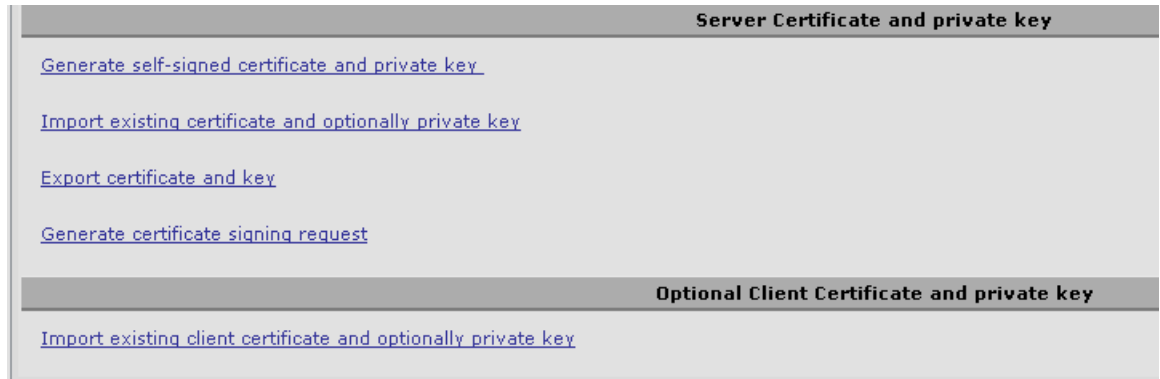 Server Certificate and private key
Generate self-signed certificate and private key
Import existing certificate and optionally private key
Export certificate and key
Generate certificate signing request
Optional Client Certificate and private key
Import existing client certificate and optionally private key